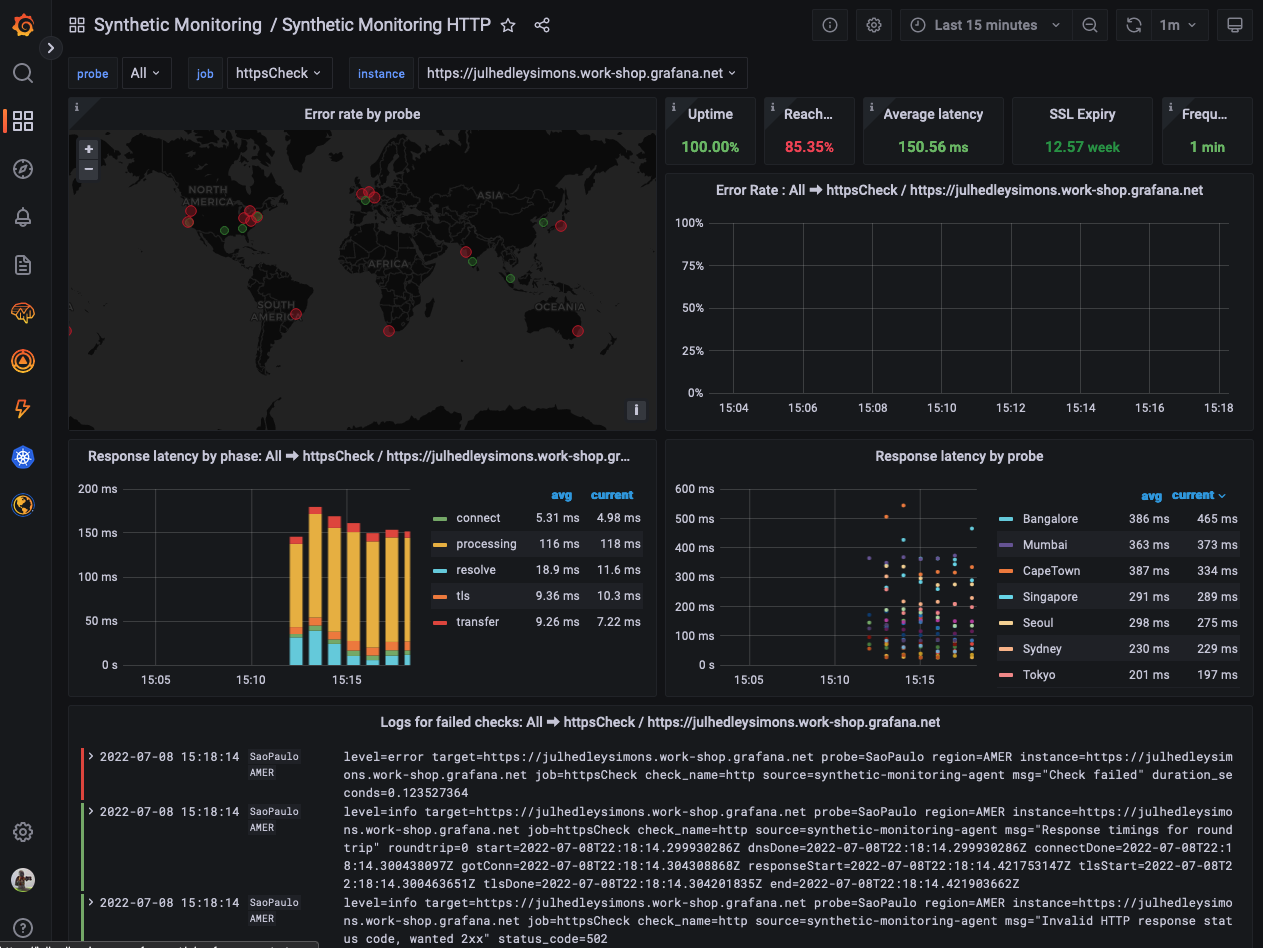 Synthetic Monitoring / Synthetic Monitoring HTTP
Last 15 minutes
1m
probe
All
job
httpsCheck
instance
https://julhedleysimons.work-shop.grafana.net
i
Error rate by probe
+
−
NORTH
AMERICA
ASIA
AFRICA
SOUTH
AMERICA
OCEANIA
i
i
Uptime
100.00%
i
Reach...
85.35%
i
Average latency
150.56 ms
SSL Expiry
12.57 week
i
Frequ...
1 min
Error Rate : All ➡ httpsCheck / https://julhedleysimons.work-shop.grafana.net
100%
75%
50%
25%
0%
15:04 15:06 15:08 15:10 15:12 15:14 15:16 15:18
Response latency by phase: All ➡ httpsCheck / https://julhedleysimons.work-shop.gr...
200 ms
150 ms
100 ms
50 ms
0 s
15:05 15:10 15:15
avg current
connect 5.31 ms 4.98 ms
processing 116 ms 118 ms
resolve 18.9 ms 11.6 ms
tls 9.36 ms 10.3 ms
transfer 9.26 ms 7.22 ms
Response latency by probe
600 ms
500 ms
400 ms
300 ms
200 ms
100 ms
0 s
15:05 15:10 15:15
avg current
Bangalore 386 ms 465 ms
Mumbai 363 ms 373 ms
CapeTown 387 ms 334 ms
Singapore 291 ms 289 ms
Seoul 298 ms 275 ms
Sydney 230 ms 229 ms
Tokyo 201 ms 197 ms
Logs for failed checks: All ➡ httpsCheck / https://julhedleysimons.work-shop.grafana.net
2022-07-08 15:18:14 SaoPaulo
AMER
level=error target=https://julhedleysimons.work-shop.grafana.net probe=SaoPaulo region=AMER instance=https://julhedleysim
ons.work-shop.grafana.net job=httpsCheck check_name=http source=synthetic-monitoring-agent msg="Check failed" duration_se
conds=0.123527364
2022-07-08 15:18:14 SaoPaulo
AMER
level=info target=https://julhedleysimons.work-shop.grafana.net probe=SaoPaulo region=AMER instance=https://julhedleysimo
ns.work-shop.grafana.net job=httpsCheck check_name=http source=synthetic-monitoring-agent msg="Response timings for round
trip" roundtrip=0 start=2022-07-08T22:18:14.299930286Z dnsDone=2022-07-08T22:18:14.299930286Z connectDone=2022-07-08T22:1
8:14.300438097Z gotConn=2022-07-08T22:18:14.304308868Z responseStart=2022-07-08T22:18:14.421753147Z tlsStart=2022-07-08T2
2:18:14.300463651Z tlsDone=2022-07-08T22:18:14.304201835Z end=2022-07-08T22:18:14.421903662Z
2022-07-08 15:18:14 SaoPaulo
AMER
level=info target=https://julhedleysimons.work-shop.grafana.net probe=SaoPaulo region=AMER instance=https://julhedleysimo
ns.work-shop.grafana.net job=httpsCheck check_name=http source=synthetic-monitoring-agent msg="Invalid HTTP response stat
us code, wanted 2xx" status_code=502